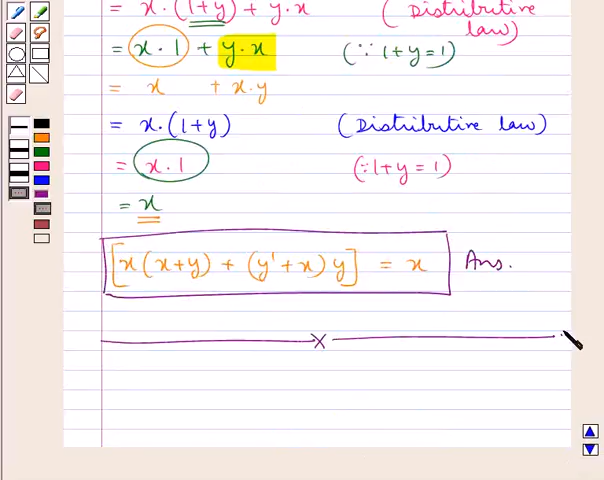 = x · (1+y) + y · x (Distributive law)
= x · 1 + y · x (∵ 1+y=1)
= x + x · y
= x · (1+y) (Distributive law)
= x · 1 (∵ 1+y = 1)
= x
[x (x+y) + (y' + x) y] = x Ans.